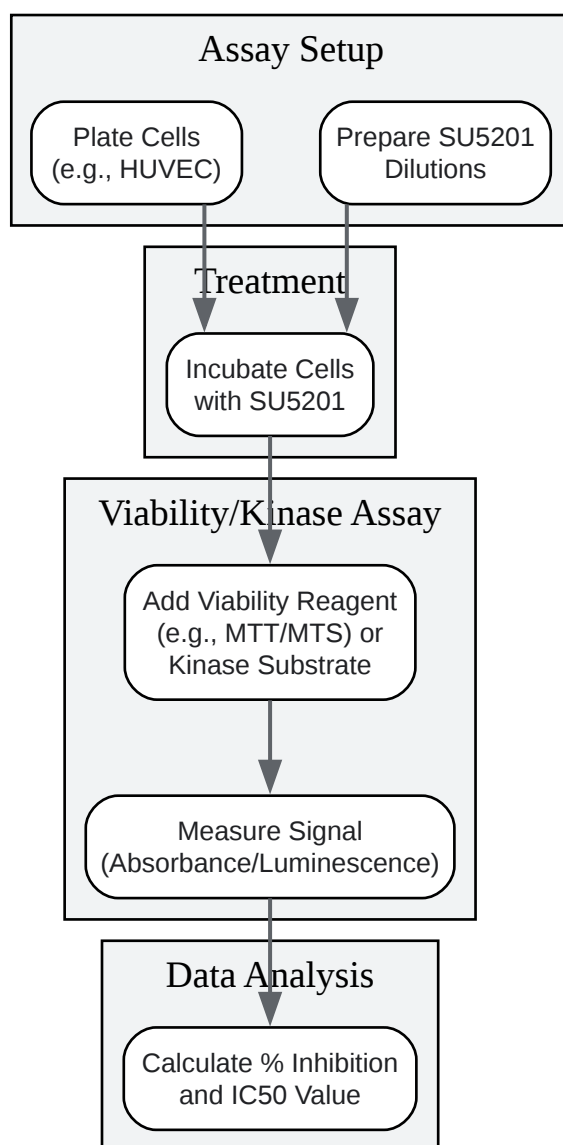 Assay Setup
Plate Cells
(e.g., HUVEC)
Prepare SU5201
Dilutions
Treatment
Incubate Cells
with SU5201
Viability/Kinase Assay
Add Viability Reagent
(e.g., MTT/MTS) or
Kinase Substrate
Measure Signal
(Absorbance/Luminescence)
Data Analysis
Calculate % Inhibition
and IC50 Value